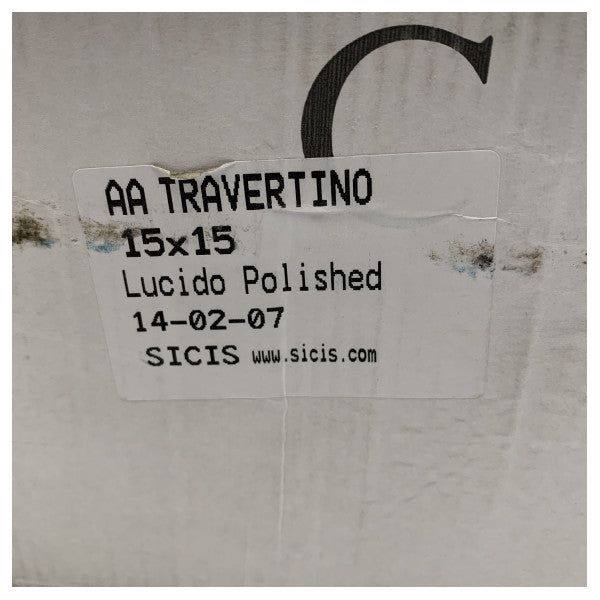 C
AA TRAVERTINO
15x15
Lucido Polished
14-02-07
SICIS www.sicis.com